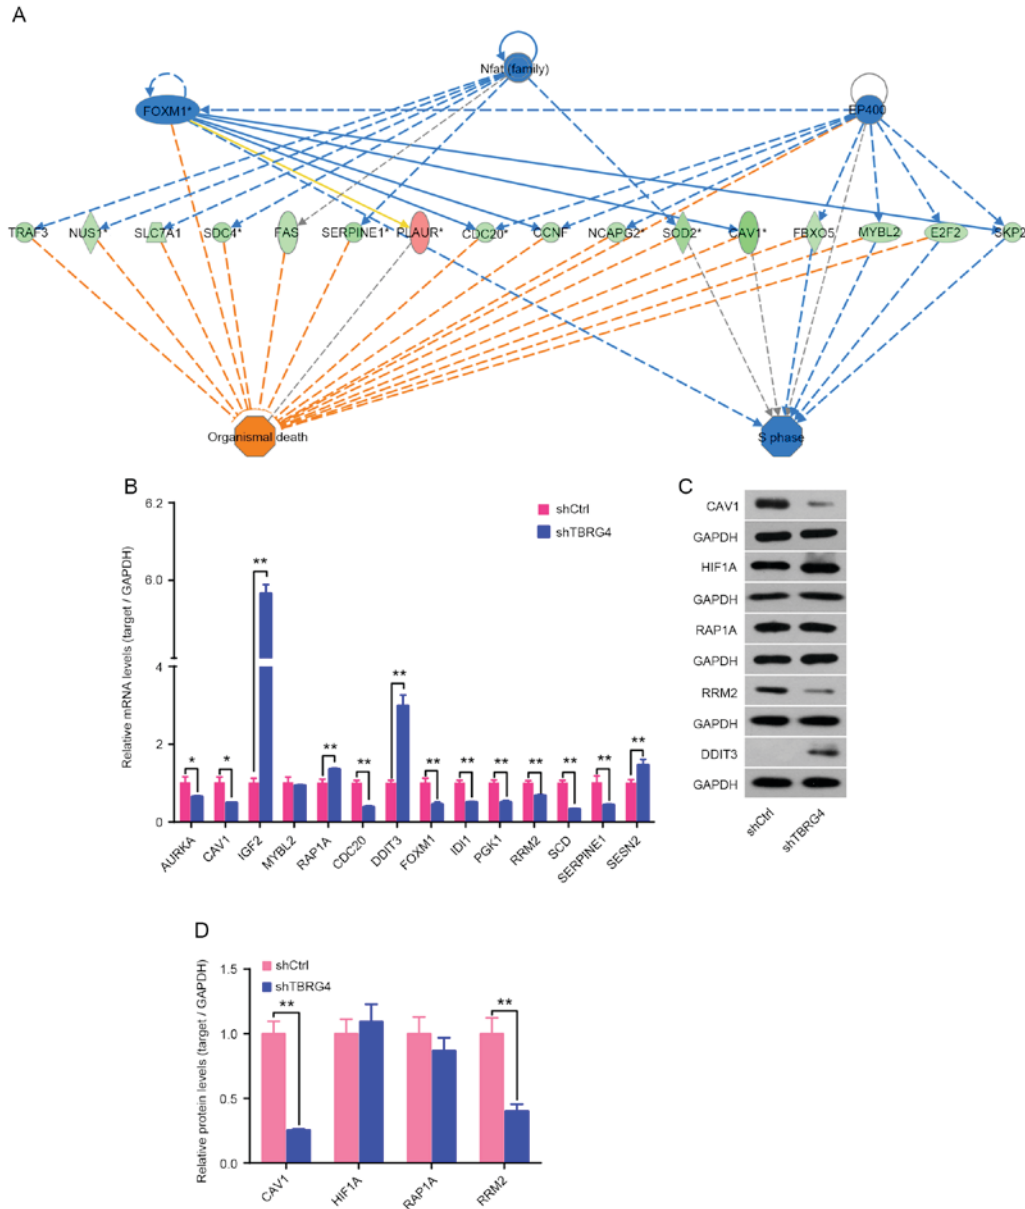 A
Nfat (family)
FOXM1*
EP400
TRAF3 NUS1* SLC7A1 SDC4* FAS SERPINE1* PLAUR* CDC20* CCNF NCAPG2* SOD2* CAV1* FBXO5 MYBL2 E2F2 SKP2
Organismal death
S phase
B
Relative mRNA levels (target / GAPDH)
6.2
6.0
4
2
0
shCtrl
shTBRG4
* * ** ** ** ** ** ** ** ** ** ** **
AURKA CAV1 IGF2 MYBL2 RAP1A CDC20 DDIT3 FOXM1 IDI1 PGK1 RRM2 SCD SERPINE1 SESN2
C
CAV1
GAPDH
HIF1A
GAPDH
RAP1A
GAPDH
RRM2
GAPDH
DDIT3
GAPDH
shCtrl shTBRG4
D
Relative protein levels (target / GAPDH)
1.5
1.0
0.5
0.0
shCtrl
shTBRG4
** **
CAV1 HIF1A RAP1A RRM2